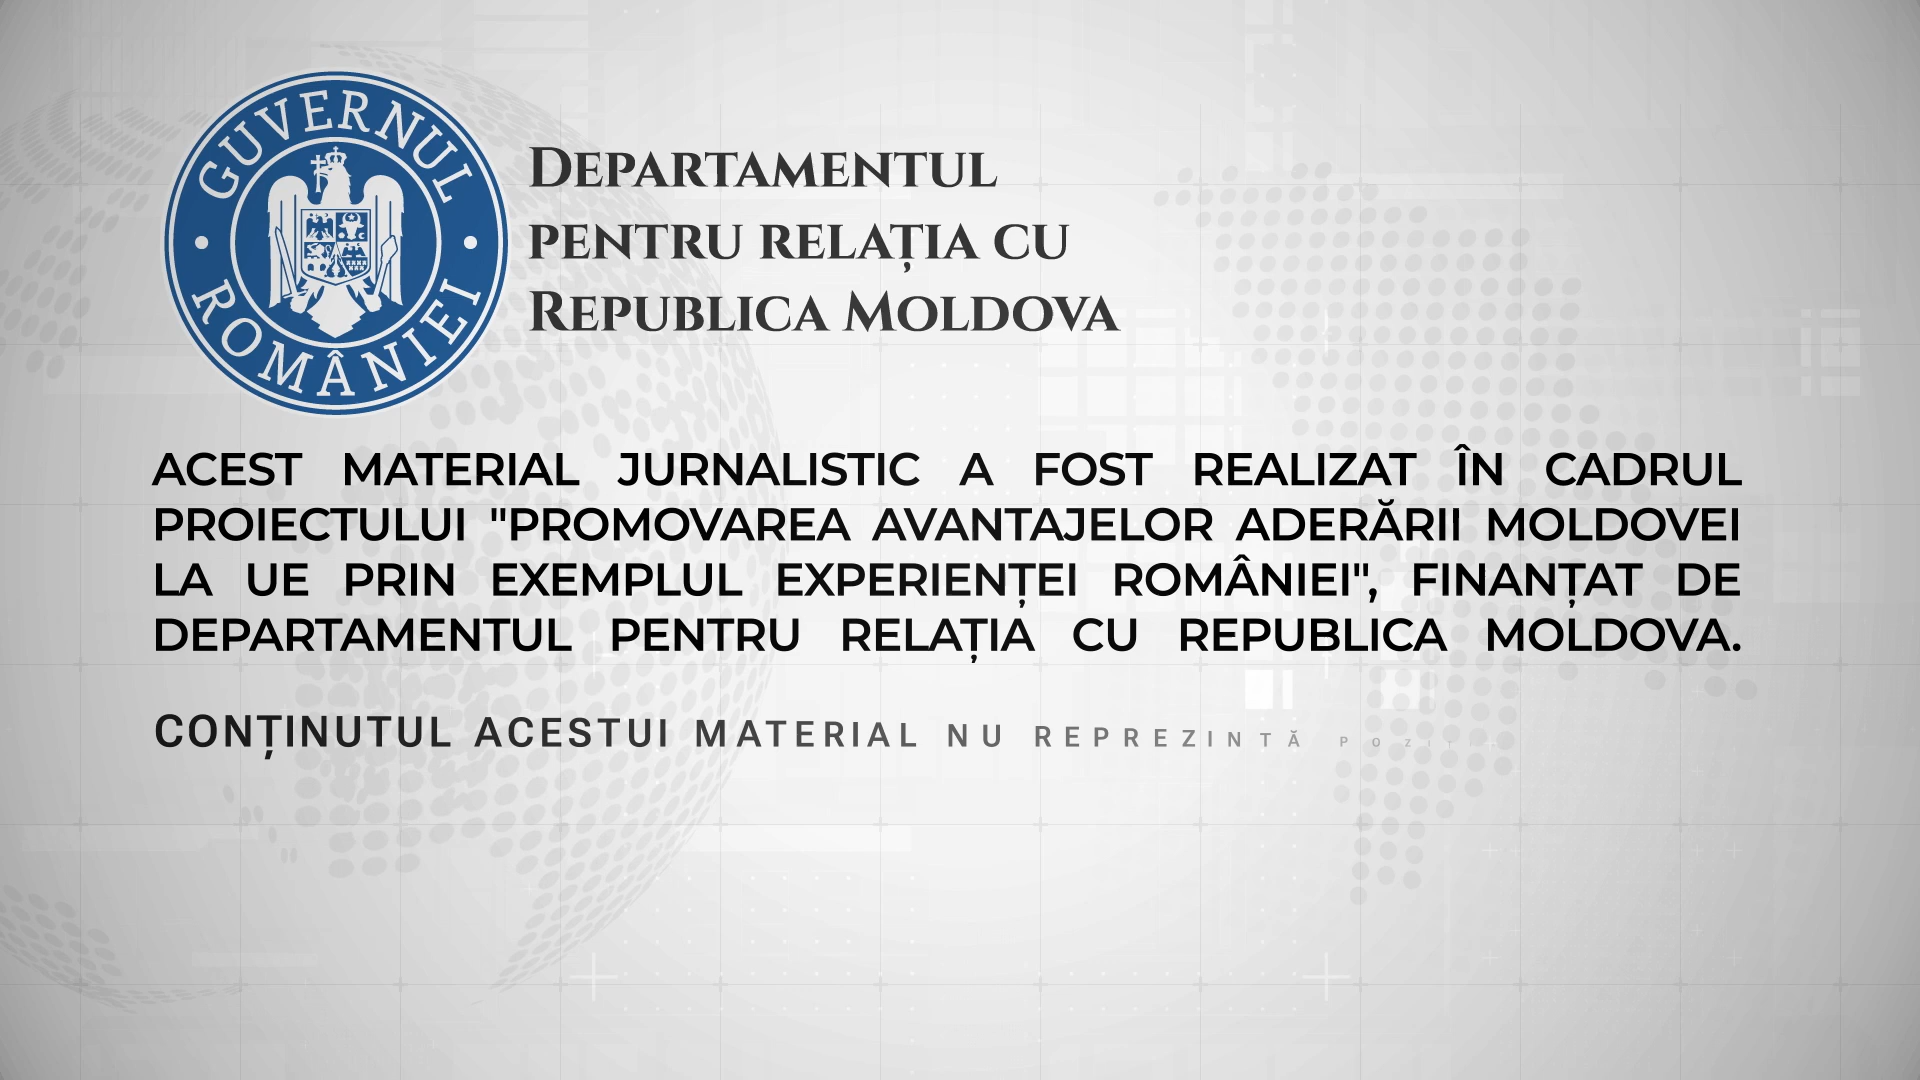 GUVERNUL ROMÂNIEI
DEPARTAMENTUL
PENTRU RELAȚIA CU
REPUBLICA MOLDOVA
ACEST MATERIAL JURNALISTIC A FOST REALIZAT ÎN CADRUL
PROIECTULUI "PROMOVAREA AVANTAJELOR ADERĂRII MOLDOVEI
LA UE PRIN EXEMPLUL EXPERIENȚEI ROMÂNIEI", FINANȚAT DE
DEPARTAMENTUL PENTRU RELAȚIA CU REPUBLICA MOLDOVA.
CONȚINUTUL ACESTUI MATERIAL NU REPREZINTĂ